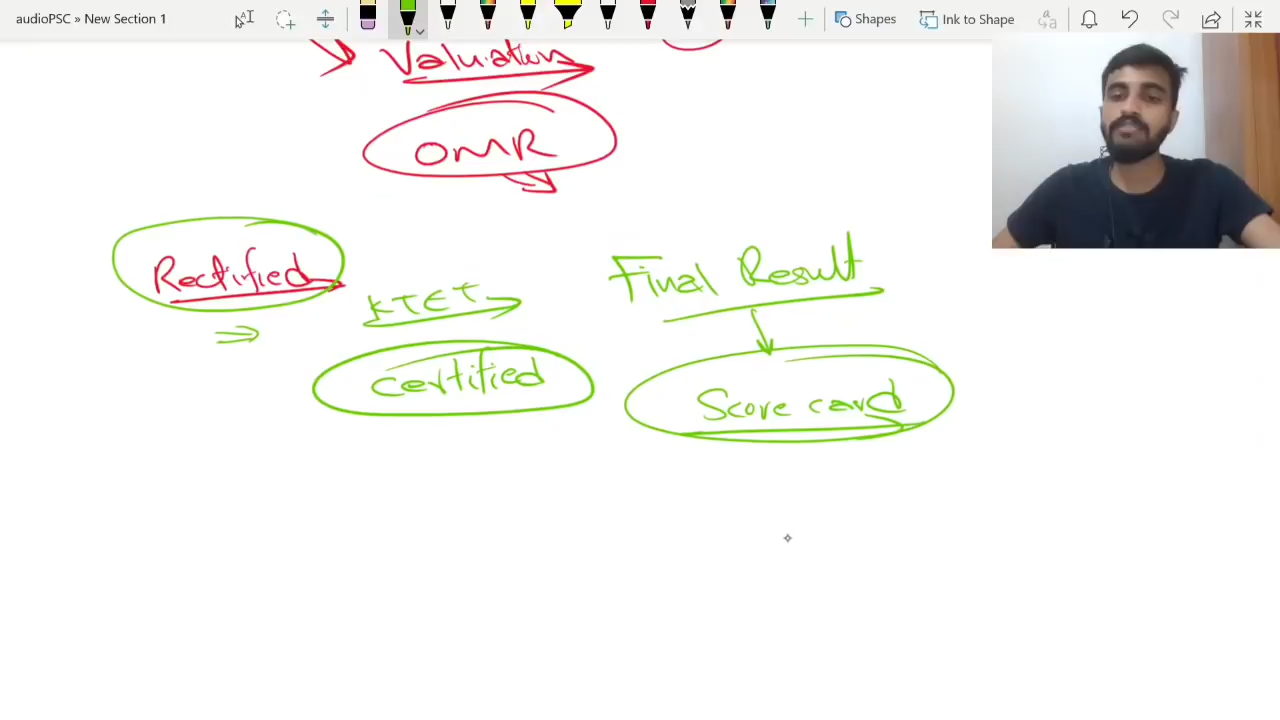 audioPSC » New Section 1
Shapes
Ink to Shape
Valuation
OMR
Rectified
KTET
certified
Final Result
Score card